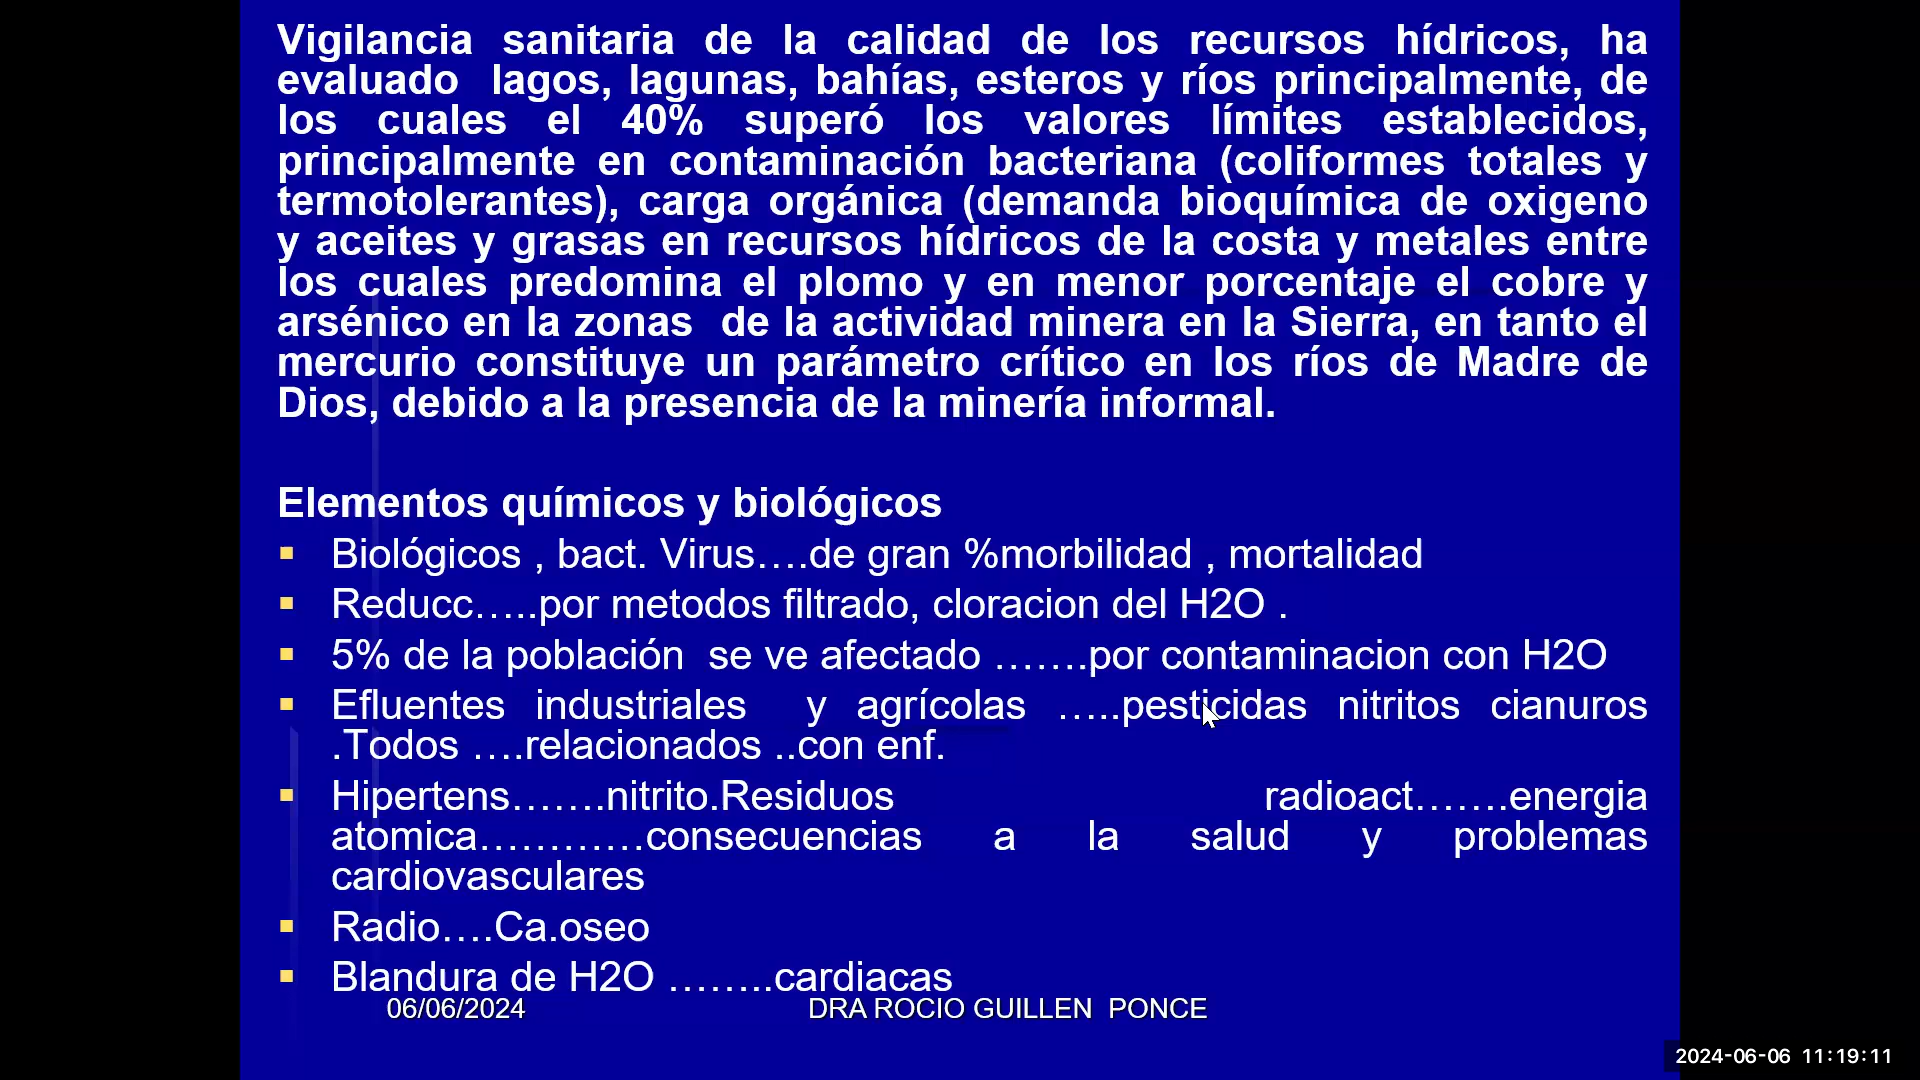 Vigilancia sanitaria de la calidad de los recursos hídricos, ha
evaluado lagos, lagunas, bahías, esteros y ríos principalmente, de
los cuales el 40% superó los valores límites establecidos,
principalmente en contaminación bacteriana (coliformes totales y
termotolerantes), carga orgánica (demanda bioquímica de oxigeno
y aceites y grasas en recursos hídricos de la costa y metales entre
los cuales predomina el plomo y en menor porcentaje el cobre y
arsénico en la zonas de la actividad minera en la Sierra, en tanto el
mercurio constituye un parámetro crítico en los ríos de Madre de
Dios, debido a la presencia de la minería informal.
Elementos químicos y biológicos
▪ Biológicos , bact. Virus….de gran %morbilidad , mortalidad
▪ Reducc…..por metodos filtrado, cloracion del H2O .
▪ 5% de la población se ve afectado …….por contaminacion con H2O
▪ Efluentes industriales y agrícolas …..pesticidas nitritos cianuros
.Todos ….relacionados ..con enf.
▪ Hipertens…….nitrito.Residuos radioact…….energia
atomica…………consecuencias a la salud y problemas
cardiovasculares
▪ Radio….Ca.oseo
▪ Blandura de H2O ……..cardiacas
06/06/2024 DRA ROCIO GUILLEN PONCE
2024-06-06 11:19:11